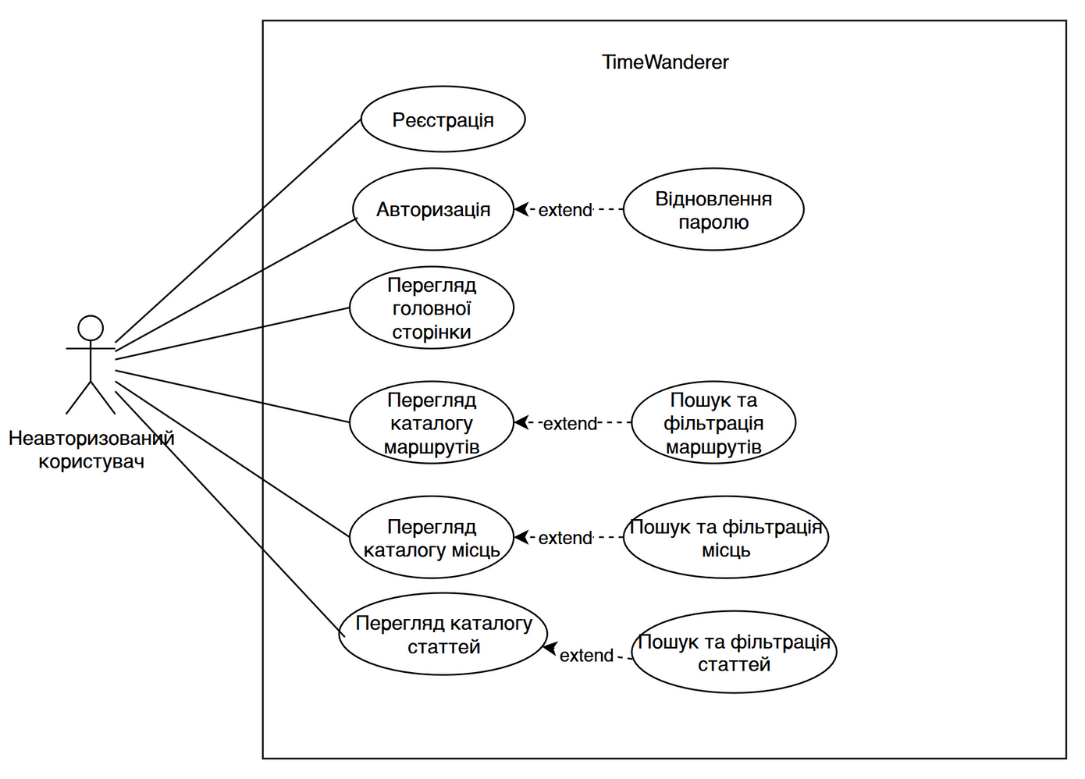 TimeWanderer
Реєстрація
Авторизація
extend
Відновлення
паролю
Перегляд
головної
сторінки
Неавторизований
користувач
Перегляд
каталогу
маршрутів
extend
Пошук та
фільтрація
маршрутів
Перегляд
каталогу місць
extend
Пошук та фільтрація
місць
Перегляд каталогу
статтей
extend
Пошук та фільтрація
статтей